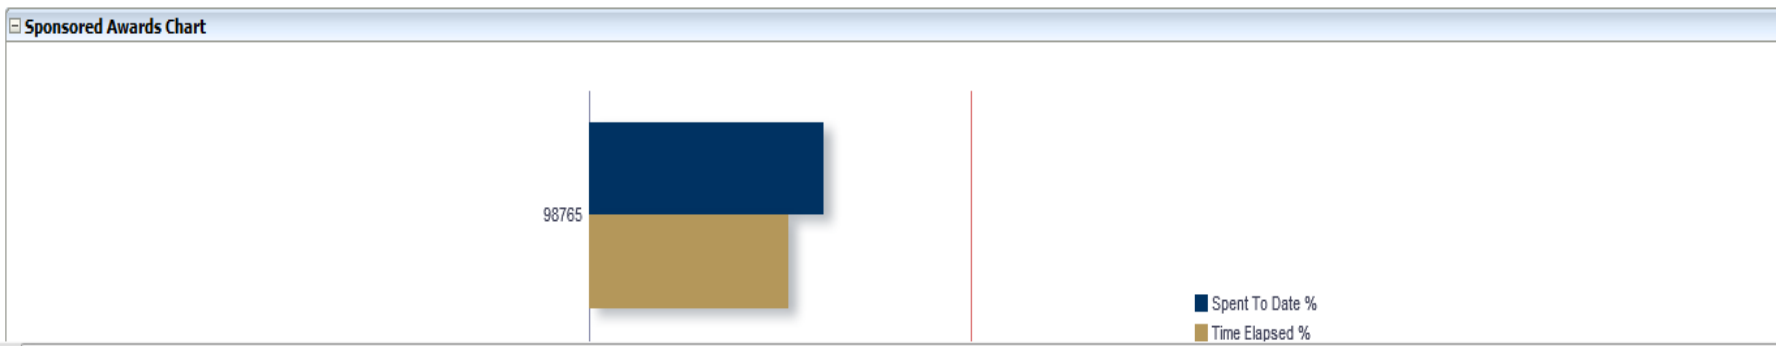 Sponsored Awards Chart
98765
Spent To Date %
Time Elapsed %